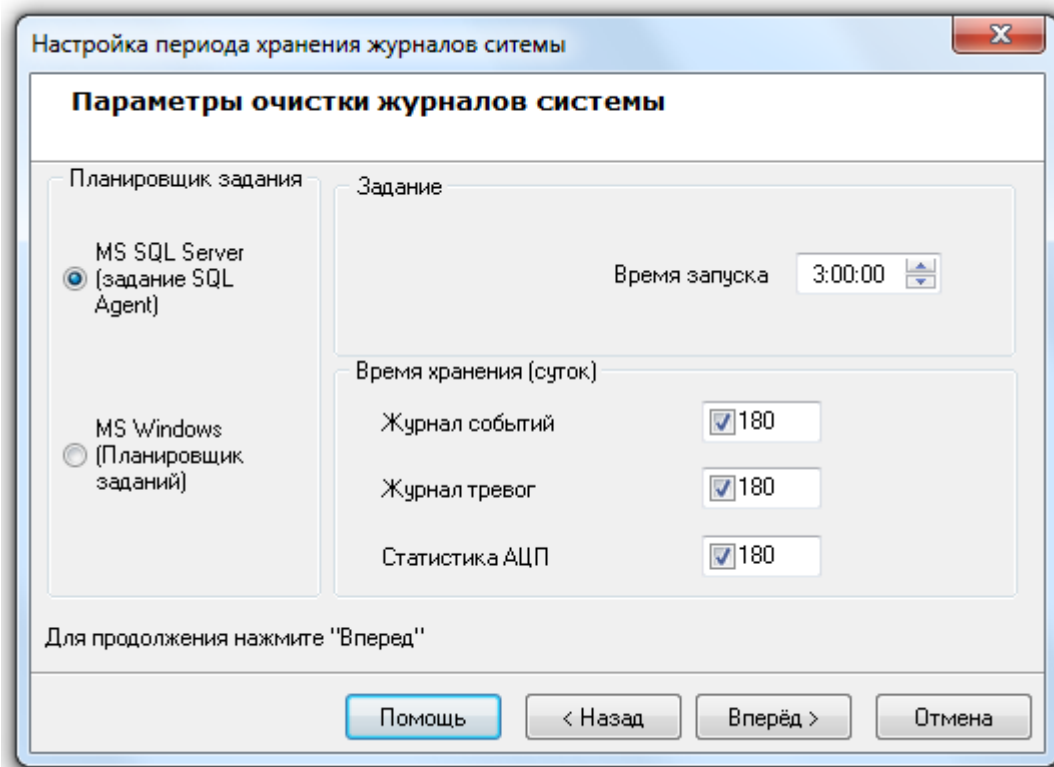 Настройка периода хранения журналов ситемы
Параметры очистки журналов системы
Планировщик задания
MS SQL Server
(задание SQL
Agent)
MS Windows
(Планировщик
заданий)
Задание
Время запуска 3:00:00
Время хранения (суток)
Журнал событий 180
Журнал тревог 180
Статистика АЦП 180
Для продолжения нажмите "Вперед"
Помощь < Назад Вперёд > Отмена